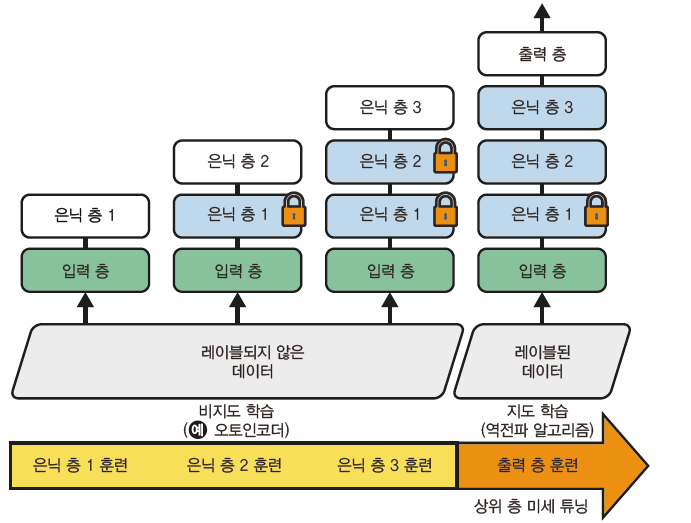 출력 층
은닉 층 3
은닉 층 3
은닉 층 2
은닉 층 2
은닉 층 2
은닉 층 1
은닉 층 1
은닉 층 1
은닉 층 1
입력 층
입력 층
입력 층
입력 층
레이블되지 않은
데이터
레이블된
데이터
비지도 학습
(예 오토인코더)
지도 학습
(역전파 알고리즘)
은닉 층 1 훈련
은닉 층 2 훈련
은닉 층 3 훈련
출력 층 훈련
상위 층 미세 튜닝